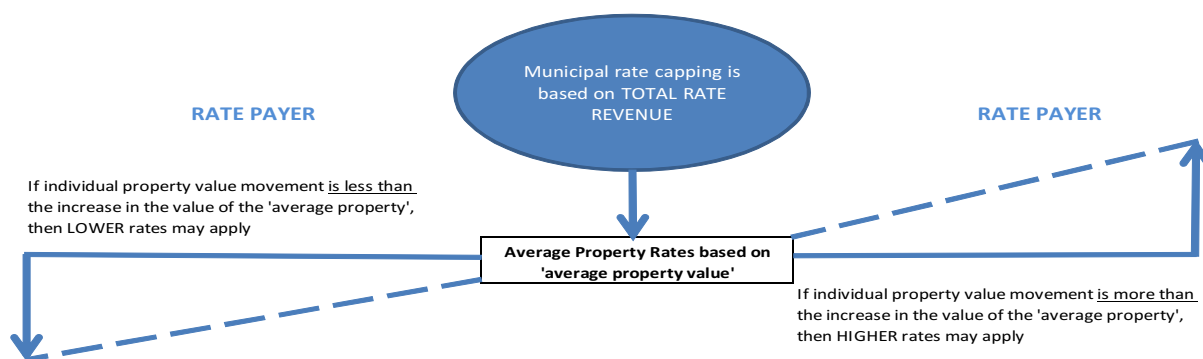 Municipal rate capping is
based on TOTAL RATE
REVENUE
RATE PAYER
RATE PAYER
If individual property value movement is less than
the increase in the value of the 'average property',
then LOWER rates may apply
Average Property Rates based on
'average property value'
If individual property value movement is more than
the increase in the value of the 'average property',
then HIGHER rates may apply